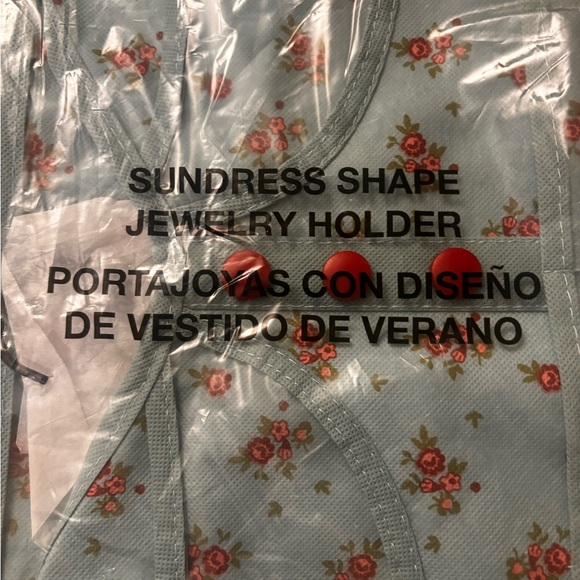 SUNDRESS SHAPE
JEWELRY HOLDER
PORTAJOYAS CON DISEÑO
DE VESTIDO DE VERANO